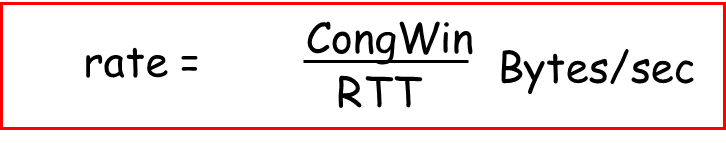 rate = CongWin Bytes/sec
RTT